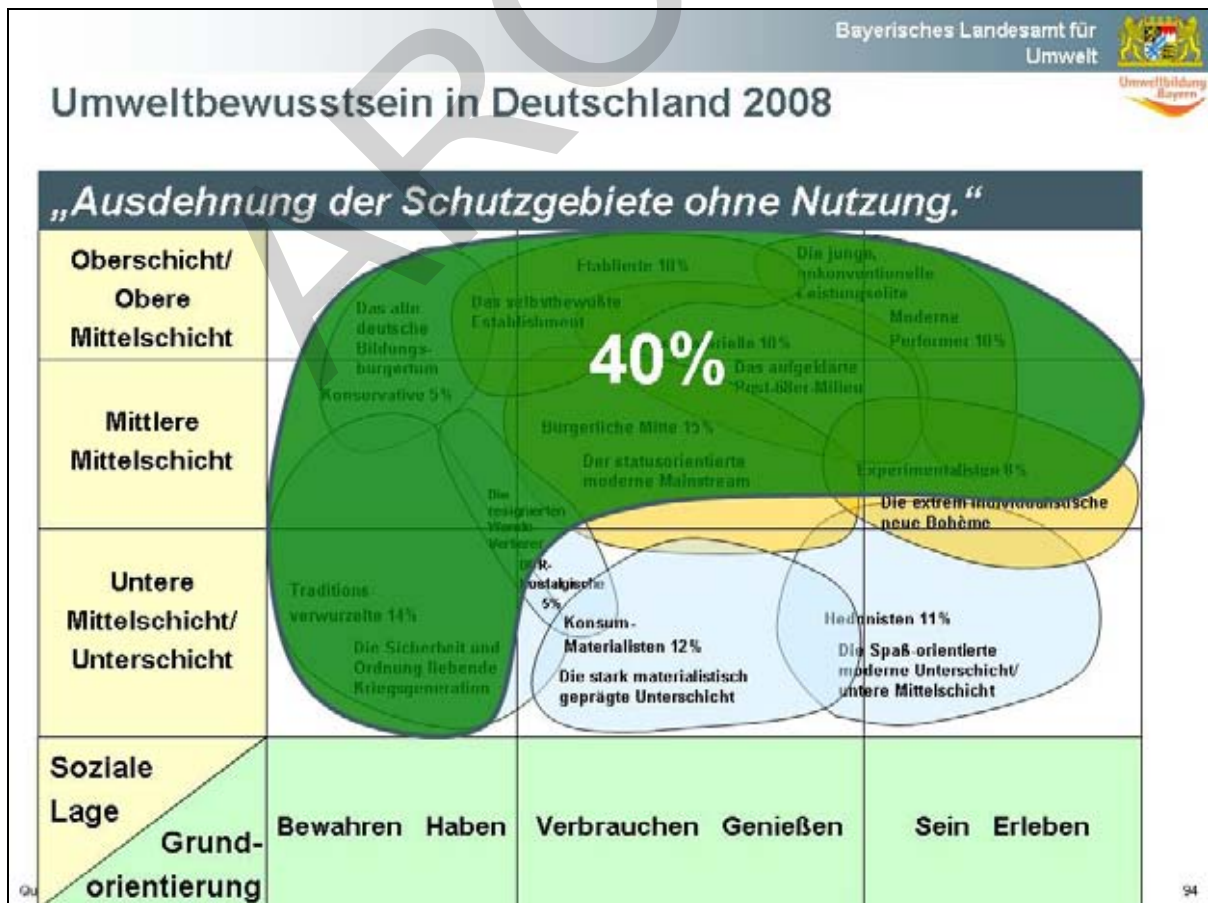 Bayerisches Landesamt für
Umwelt
Umweltbildung
Bayern
Umweltbewusstsein in Deutschland 2008
„Ausdehnung der Schutzgebiete ohne Nutzung.“
Oberschicht/
Obere
Mittelschicht
Mittlere
Mittelschicht
Untere
Mittelschicht/
Unterschicht
Das alte
deutsche
Bildungs-
bürgertum
Konservative 5%
Etablierte 10%
Das selbstbewußte
Establishment
Die junge,
unkonventionelle
Leistungselite
Moderne
Performer 10%
40%
10%
Das aufgeklärte
Post-68er-Milieu
Bürgerliche Mitte 15%
Der statusorientierte
moderne Mainstream
Experimentalisten 8%
Die extrem individualistische
neue Bohème
Die
resignierten
Wende-
Verlierer
nostalgische
5%
Traditions
verwurzelte 14%
Die Sicherheit und
Ordnung liebende
Kriegsgeneration
Konsum-
Materialisten 12%
Die stark materialistisch
geprägte Unterschicht
Hedonisten 11%
Die Spaß-orientierte
moderne Unterschicht/
untere Mittelschicht
Soziale
Lage
Grund-
orientierung
Bewahren Haben
Verbrauchen Genießen
Sein Erleben
Qu
94